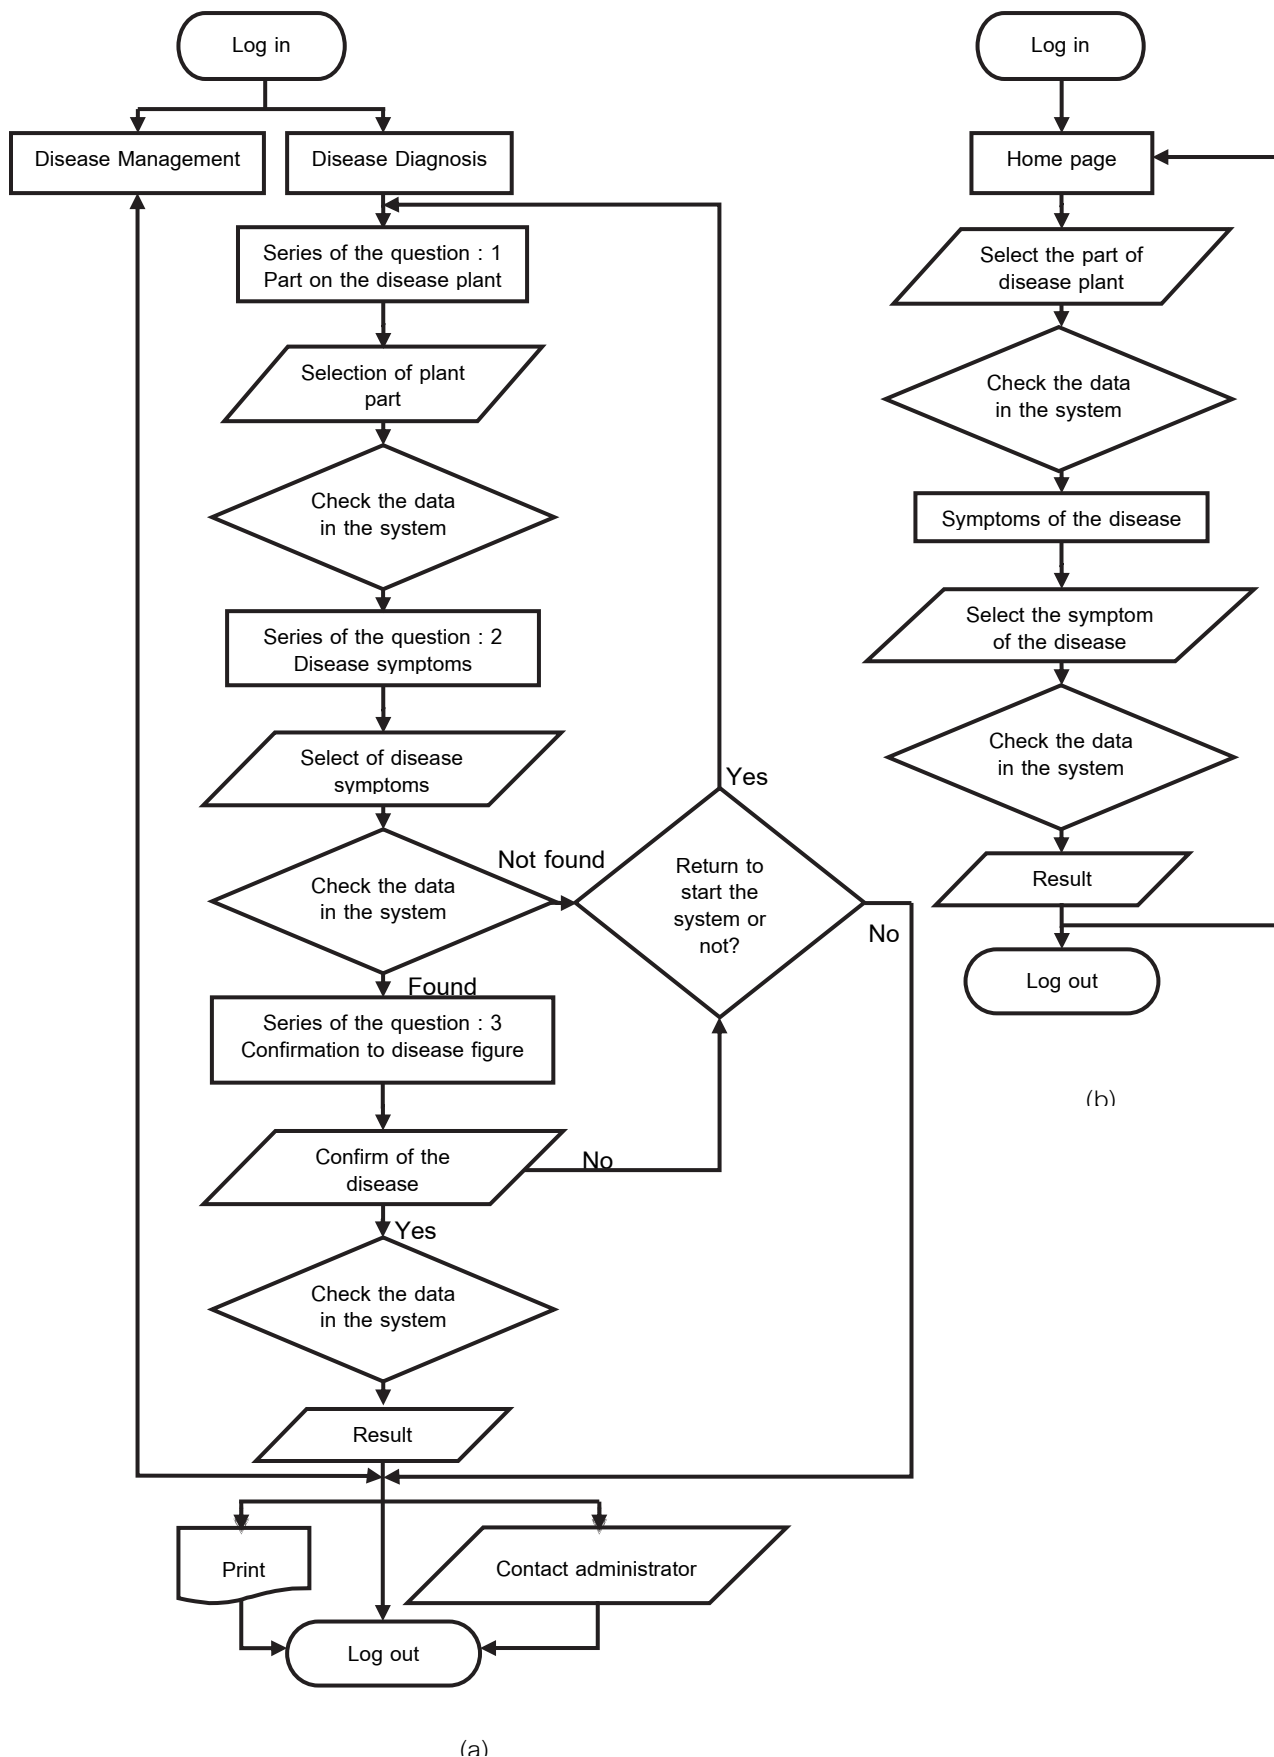 Log in
Disease Management
Disease Diagnosis
Series of the question : 1
Part on the disease plant
Selection of plant
part
Check the data
in the system
Series of the question : 2
Disease symptoms
Select of disease
symptoms
Check the data
in the system
Not found
Found
Return to
start the
system or
not?
Yes
No
Series of the question : 3
Confirmation to disease figure
Confirm of the
disease
No
Yes
Check the data
in the system
Result
Print
Contact administrator
Log out
(a)
Log in
Home page
Select the part of
disease plant
Check the data
in the system
Symptoms of the disease
Select the symptom
of the disease
Check the data
in the system
Result
Log out
(b)